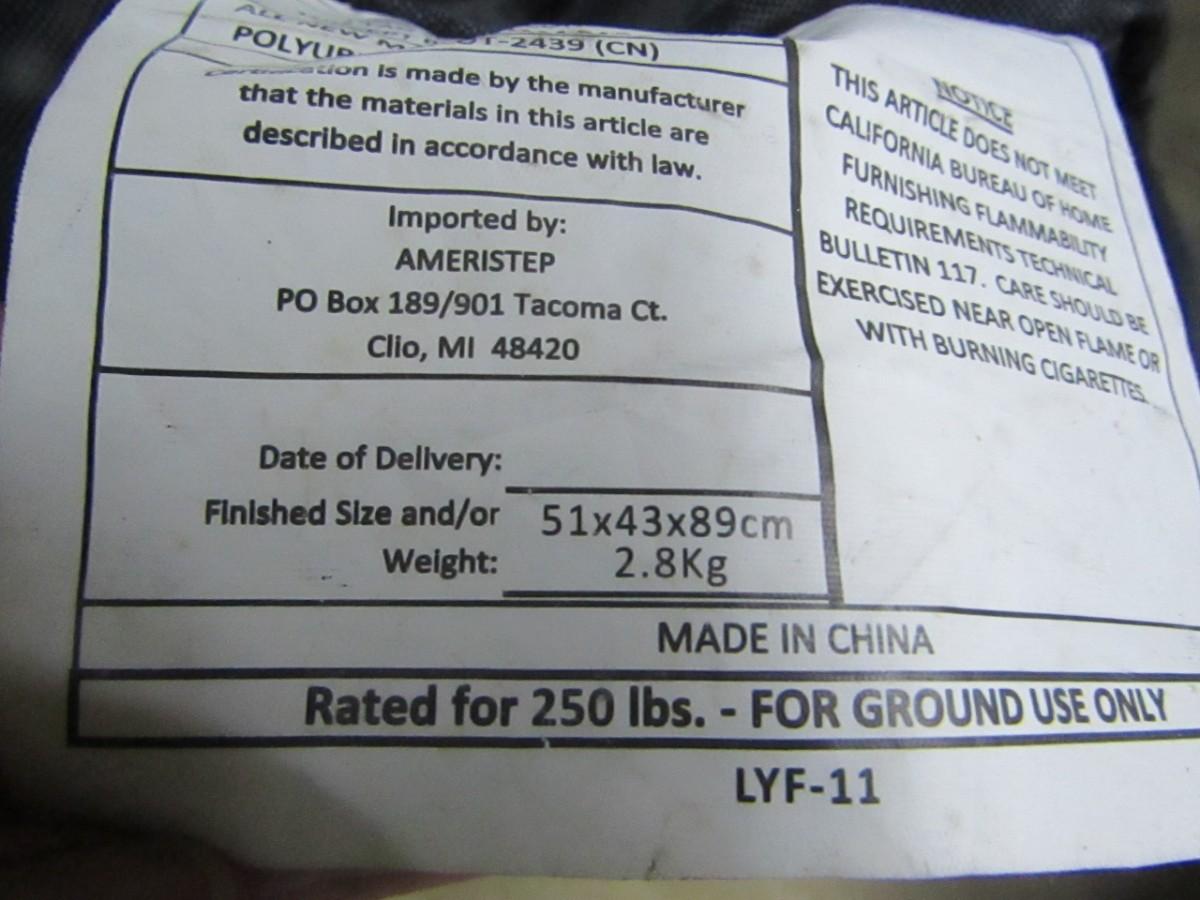 ALL NEW
POLYUR
-2439 (CN)
is made by the manufacturer
that the materials in this article are
described in accordance with law.
Imported by:
AMERISTEP
PO Box 189/901 Tacoma Ct.
Clio, MI 48420
Date of Delivery:
Finished Size and/or 51x43x89cm
Weight: 2.8Kg
NOTICE
THIS ARTICLE DOES NOT MEET
CALIFORNIA BUREAU OF HOME
FURNISHING FLAMMABILITY
REQUIREMENTS TECHNICAL
BULLETIN 117. CARE SHOULD BE
EXERCISED NEAR OPEN FLAME OR
WITH BURNING CIGARETTES.
MADE IN CHINA
Rated for 250 lbs. - FOR GROUND USE ONLY
LYF-11